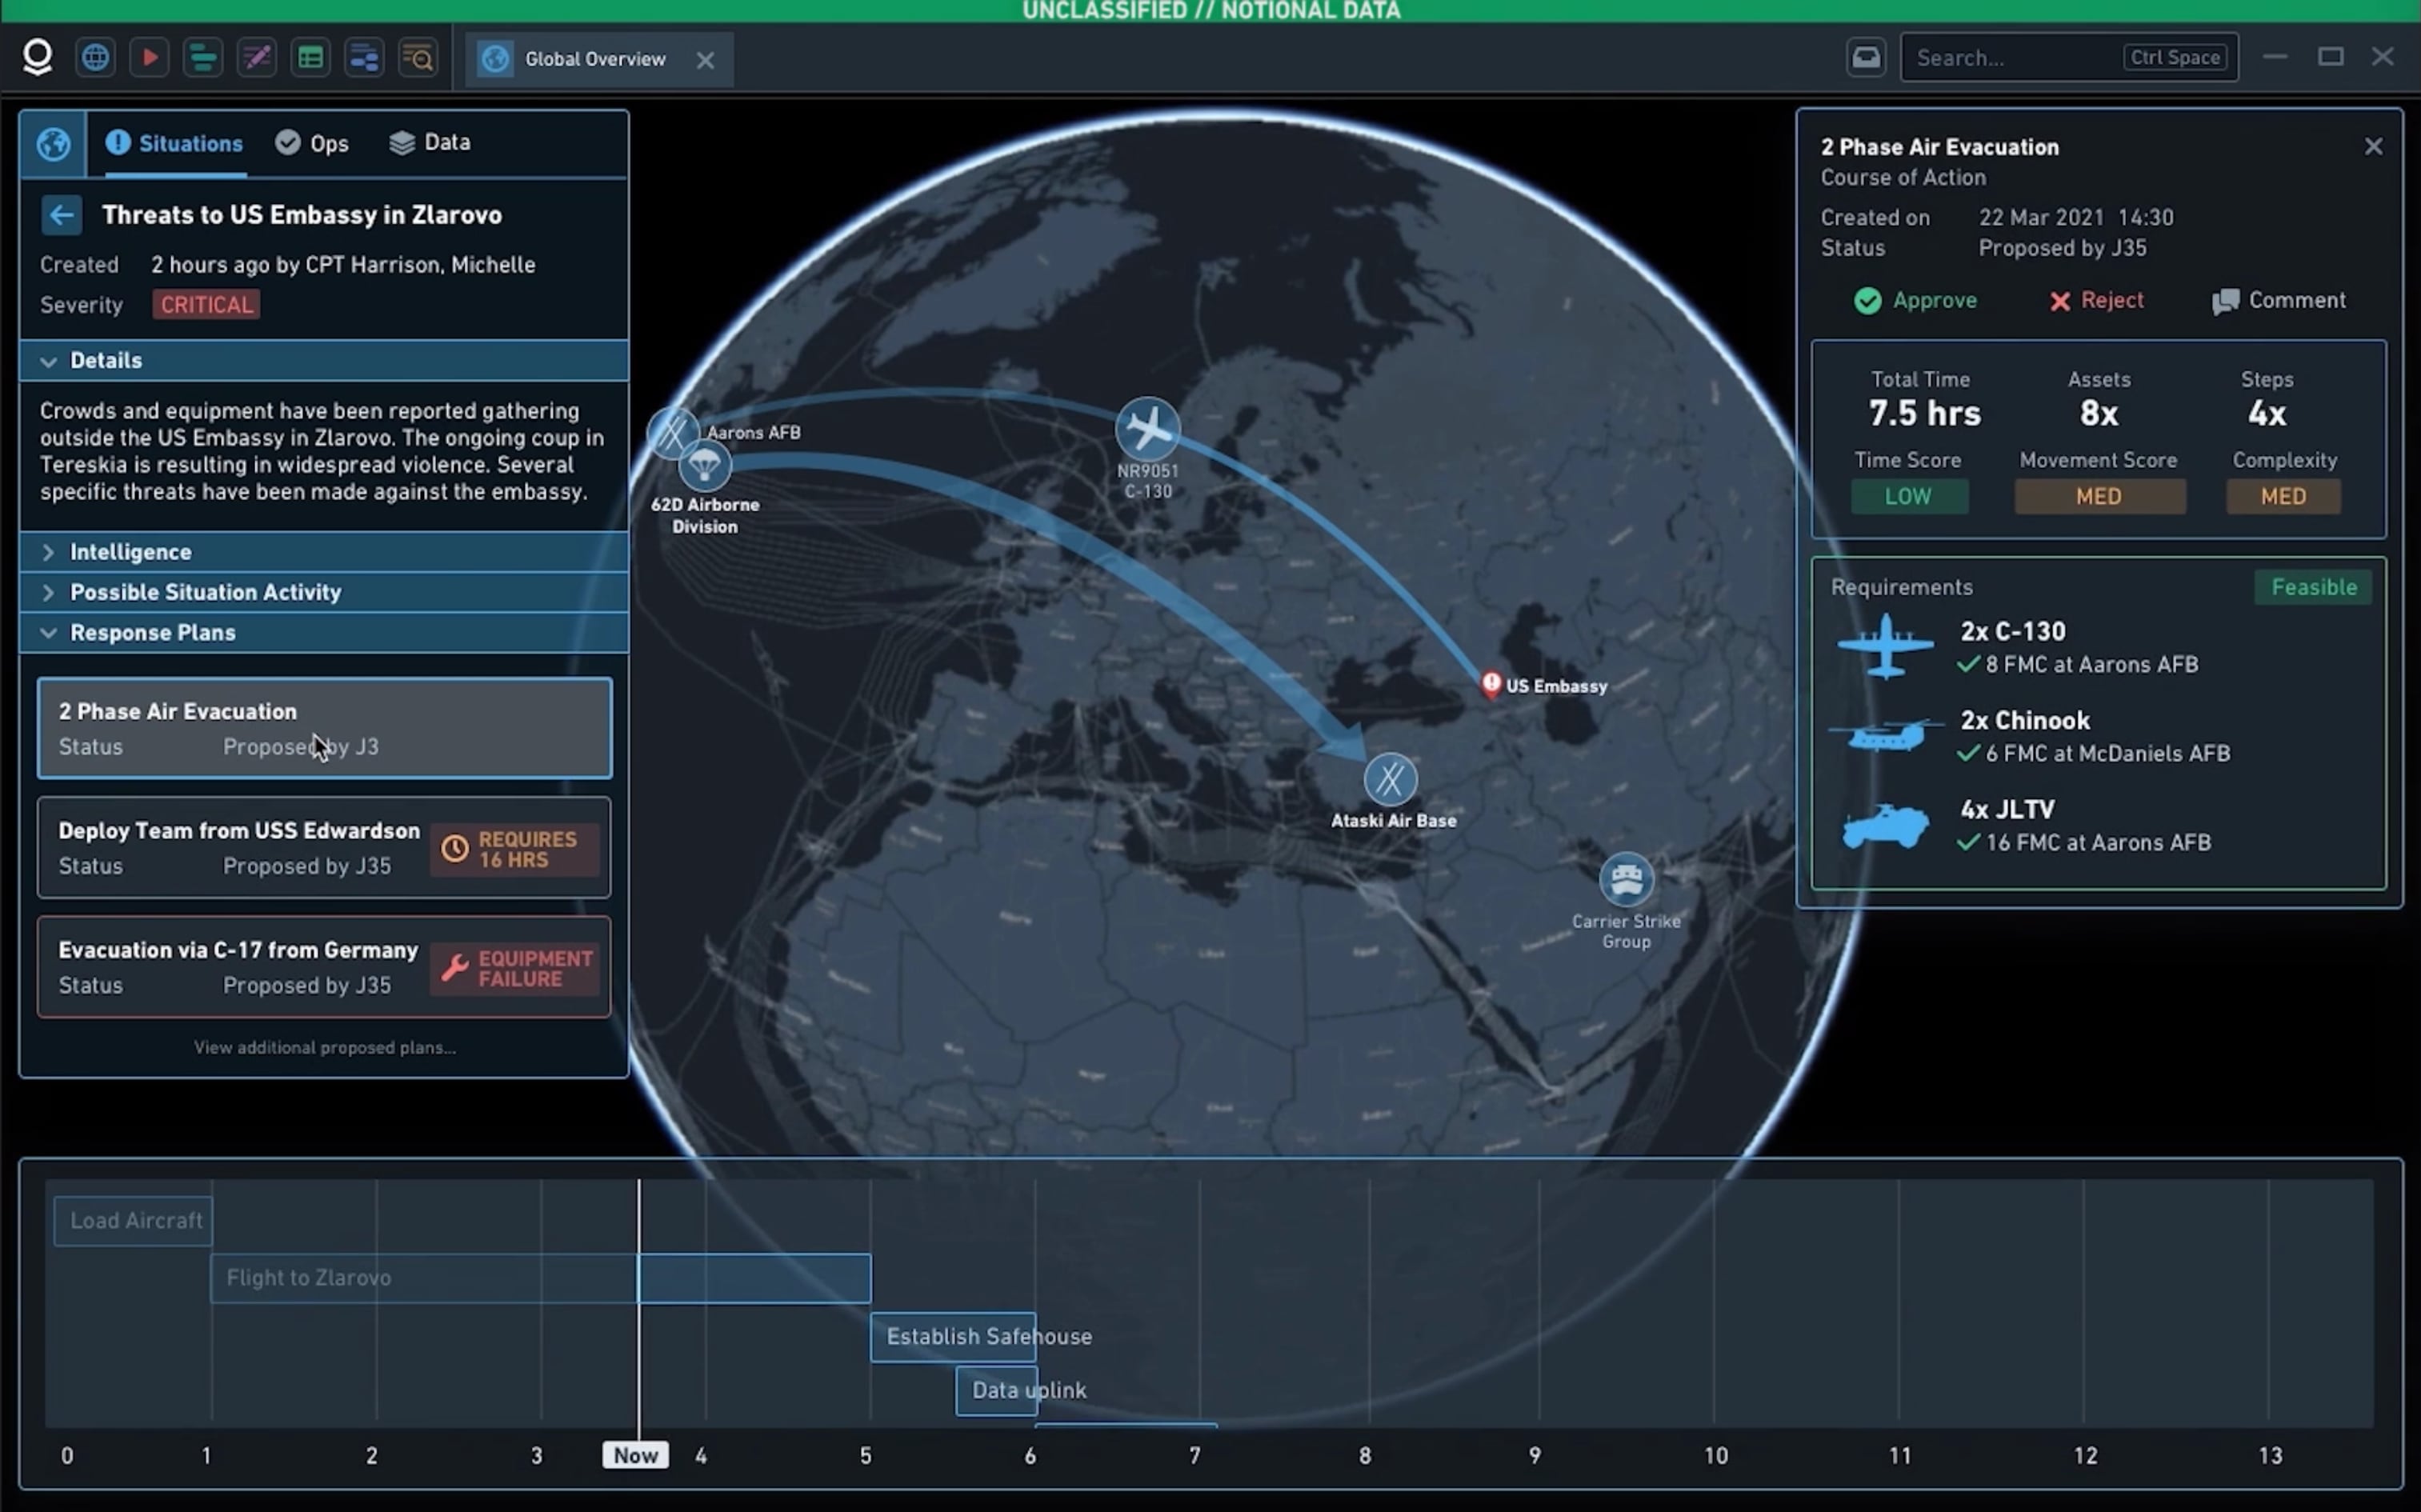 UNCLASSIFIED // NOTIONAL DATA
Global Overview
Search...
Ctrl Space
Situations
Ops
Data
Threats to US Embassy in Zlarovo
Created 2 hours ago by CPT Harrison, Michelle
Severity CRITICAL
Details
Crowds and equipment have been reported gathering
outside the US Embassy in Zlarovo. The ongoing coup in
Tereskia is resulting in widespread violence. Several
specific threats have been made against the embassy.
Intelligence
Possible Situation Activity
Response Plans
2 Phase Air Evacuation
Status Proposed by J3
Deploy Team from USS Edwardson
Status Proposed by J35
REQUIRES
16 HRS
Evacuation via C-17 from Germany
Status Proposed by J35
EQUIPMENT
FAILURE
View additional proposed plans...
Aarons AFB
62D Airborne
Division
NR9051
C-130
US Embassy
Ataski Air Base
Carrier Strike
Group
2 Phase Air Evacuation
Course of Action
Created on 22 Mar 2021 14:30
Status Proposed by J35
Approve
Reject
Comment
Total Time Assets Steps
7.5 hrs 8x 4x
Time Score Movement Score Complexity
LOW MED MED
Requirements Feasible
2x C-130
8 FMC at Aarons AFB
2x Chinook
6 FMC at McDaniels AFB
4x JLTV
16 FMC at Aarons AFB
Load Aircraft
Flight to Zlarovo
Establish Safehouse
Data uplink
0 1 2 3 Now 4 5 6 7 8 9 10 11 12 13